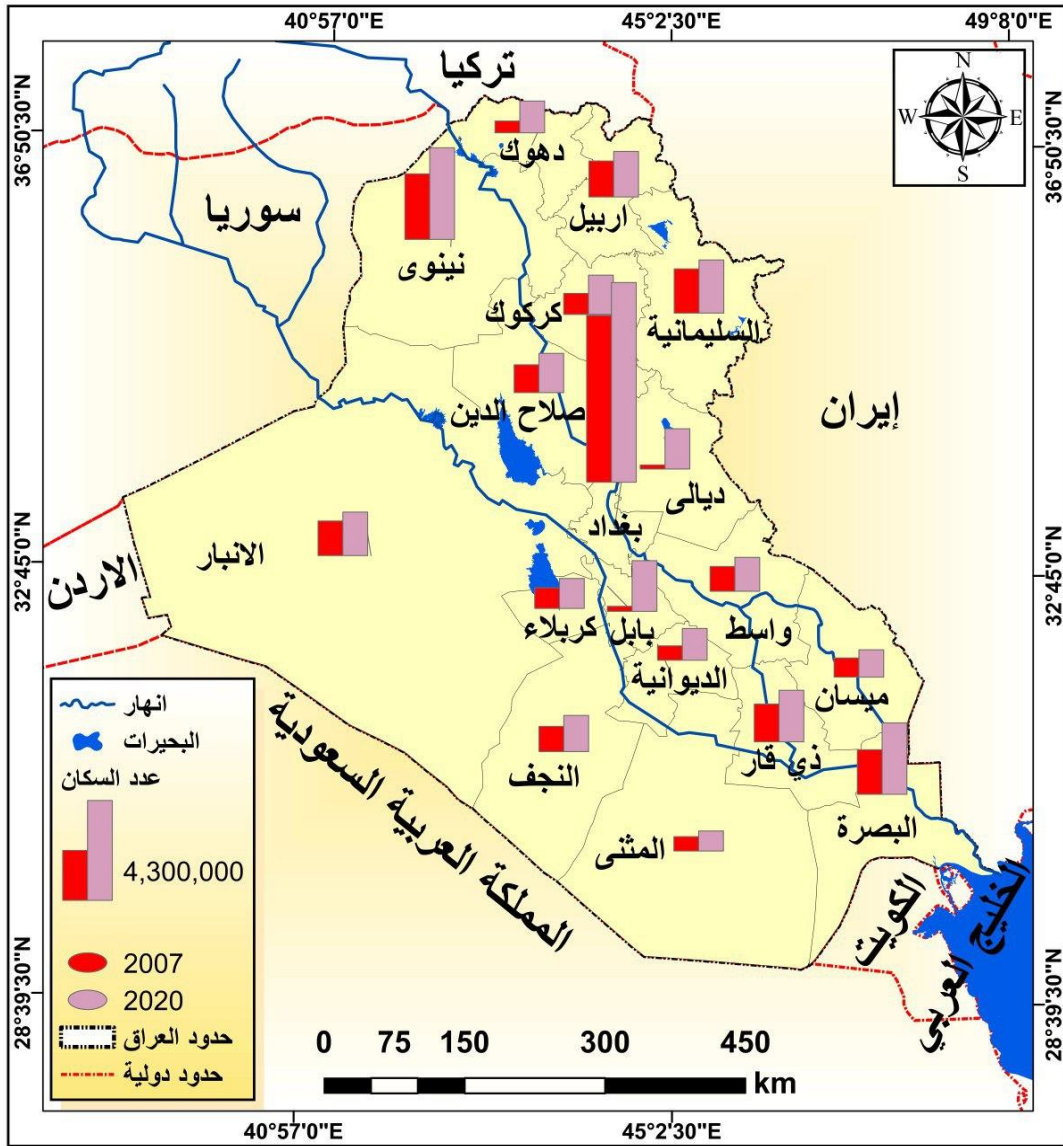 40°57'0"E
45°2'30"E
49°8'0"E
36°50'30"N
36°50'30"N
32°45'0"N
32°45'0"N
28°39'30"N
28°39'30"N
40°57'0"E
45°2'30"E
N
W
E
S
تركيا
سوريا
إيران
الاردن
المملكة العربية السعودية
الكويت
الخليج العربي
دهوك
نينوى
اربيل
كركوك
السليمانية
صلاح الدين
ديالى
بغداد
الانبار
كربلاء
بابل
واسط
الديوانية
ميسان
النجف
ذي قار
المثنى
البصرة
انهار
البحيرات
عدد السكان
4,300,000
2007
2020
حدود العراق
حدود دولية
0 75 150 300 450
km